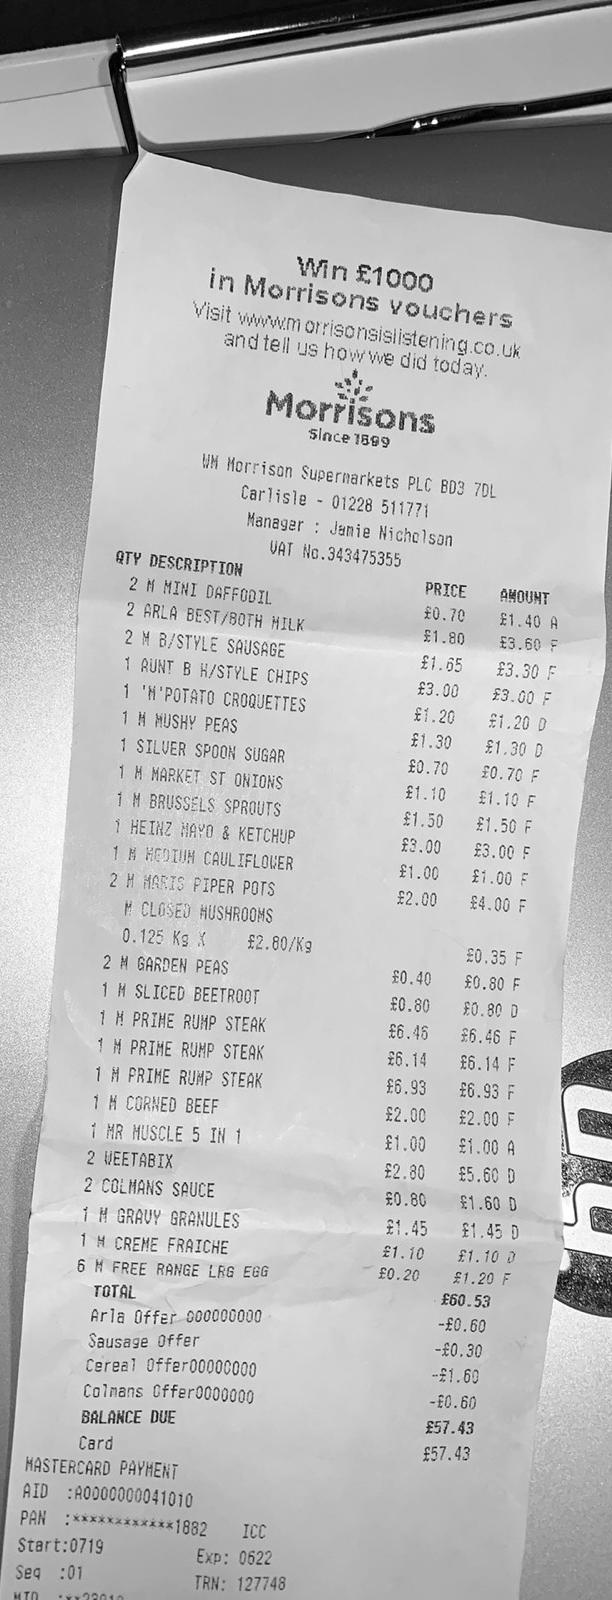 Win £1000
in Morrisons vouchers
Visit www.morrisonsislistening.co.uk
and tell us how we did today.
Morrisons
Since 1899
WM Morrison Supermarkets PLC BD3 7DL
Carlisle - 01228 511771
Manager : Jamie Nicholson
VAT No.343475355
QTY DESCRIPTION PRICE AMOUNT
2 M MINI DAFFODIL £0.70 £1.40 A
2 ARLA BEST/BOTH MILK £1.80 £3.60 F
2 M B/STYLE SAUSAGE £1.65 £3.30 F
1 AUNT B H/STYLE CHIPS £3.00 £3.00 F
1 'M'POTATO CROQUETTES £1.20 £1.20 D
1 M MUSHY PEAS £1.30 £1.30 D
1 SILVER SPOON SUGAR £0.70 £0.70 F
1 M MARKET ST ONIONS £1.10 £1.10 F
1 M BRUSSELS SPROUTS £1.50 £1.50 F
1 HEINZ MAYO & KETCHUP £3.00 £3.00 F
1 M MEDIUM CAULIFLOWER £1.00 £1.00 F
2 M MARIS PIPER POTS £2.00 £4.00 F
M CLOSED MUSHROOMS
0.125 Kg X £2.80/Kg £0.35 F
2 M GARDEN PEAS £0.40 £0.80 F
1 M SLICED BEETROOT £0.80 £0.80 D
1 M PRIME RUMP STEAK £6.46 £6.46 F
1 M PRIME RUMP STEAK £6.14 £6.14 F
1 M PRIME RUMP STEAK £6.93 £6.93 F
1 M CORNED BEEF £2.00 £2.00 F
1 MR MUSCLE 5 IN 1 £1.00 £1.00 A
2 WEETABIX £2.80 £5.60 D
2 COLMANS SAUCE £0.80 £1.60 D
1 M GRAVY GRANULES £1.45 £1.45 D
1 M CREME FRAICHE £1.10 £1.10 D
6 M FREE RANGE LRG EGG £0.20 £1.20 F
TOTAL £60.53
Arla Offer 000000000 -£0.60
Sausage Offer -£0.30
Cereal Offer00000000 -£1.60
Colmans Offer0000000 -£0.60
BALANCE DUE £57.43
Card £57.43
MASTERCARD PAYMENT
AID :A0000000041010
PAN :************1882 ICC
Start:0719 Exp: 0622
Seq :01 TRN: 127748